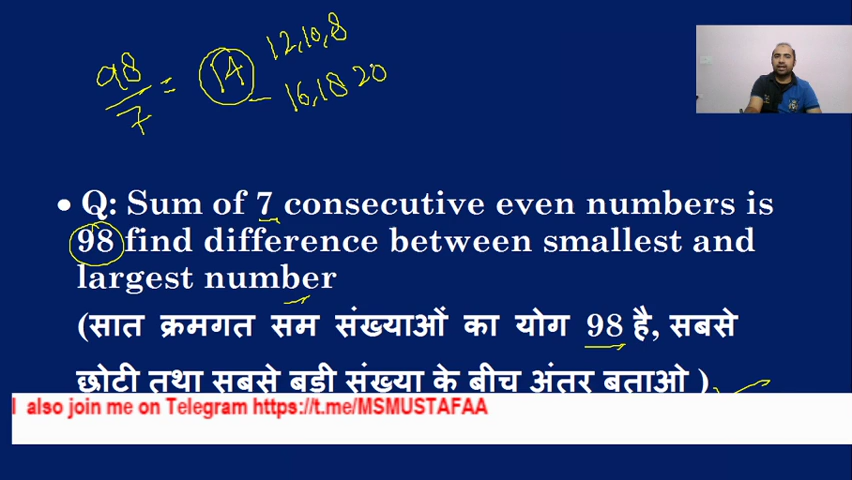 98/7 = 14 12,10,8
16,18 20
• Q: Sum of 7 consecutive even numbers is
98 find difference between smallest and
largest number
(सात क्रमगत सम संख्याओं का योग 98 है, सबसे
छोटी तथा सबसे बडी संख्या के बीच अंतर बताओ )
I also join me on Telegram https://t.me/MSMUSTAFAA